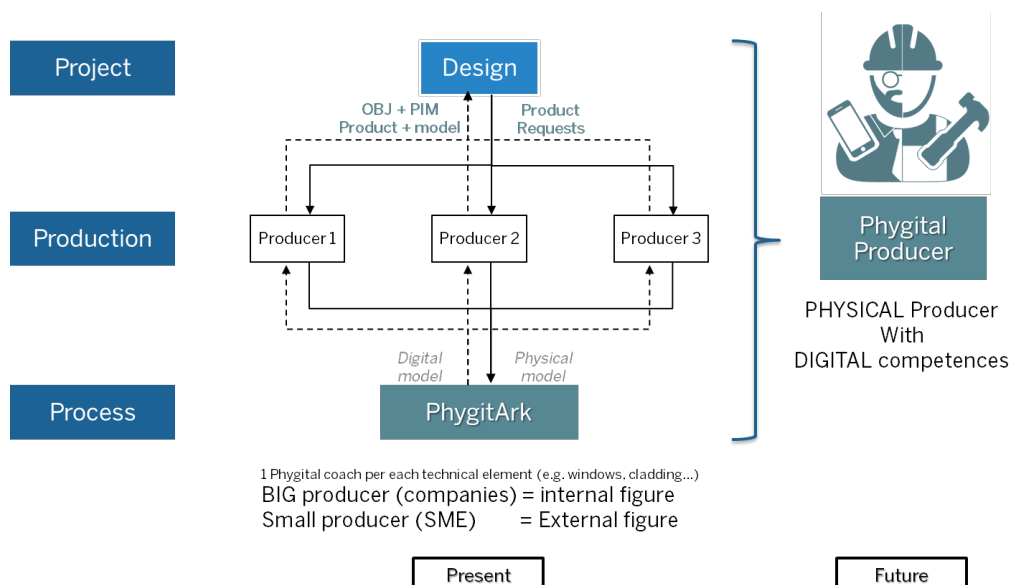 Project
Design
OBJ + PIM
Product + model
Product
Requests
Production
Producer 1
Producer 2
Producer 3
Phygital
Producer
PHYSICAL Producer
With
DIGITAL competences
Digital
model
Physical
model
Process
PhygitArk
1 Phygital coach per each technical element (e.g. windows, cladding...)
BIG producer (companies) = internal figure
Small producer (SME) = External figure
Present
Future